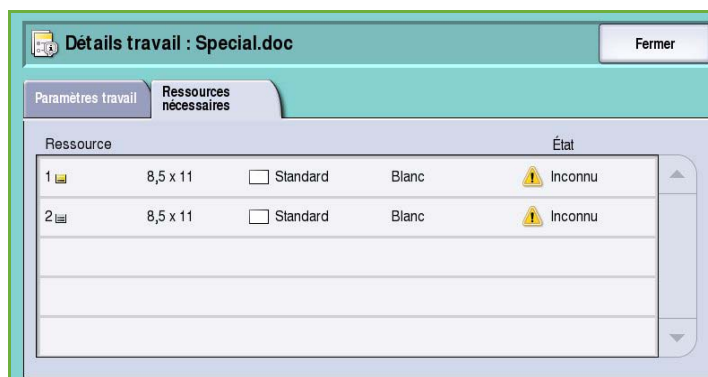 Détails travail : Special.doc
Fermer
Paramètres travail
Ressources
nécessaires
Ressource État
1 8,5 x 11 Standard Blanc Inconnu
2 8,5 x 11 Standard Blanc Inconnu